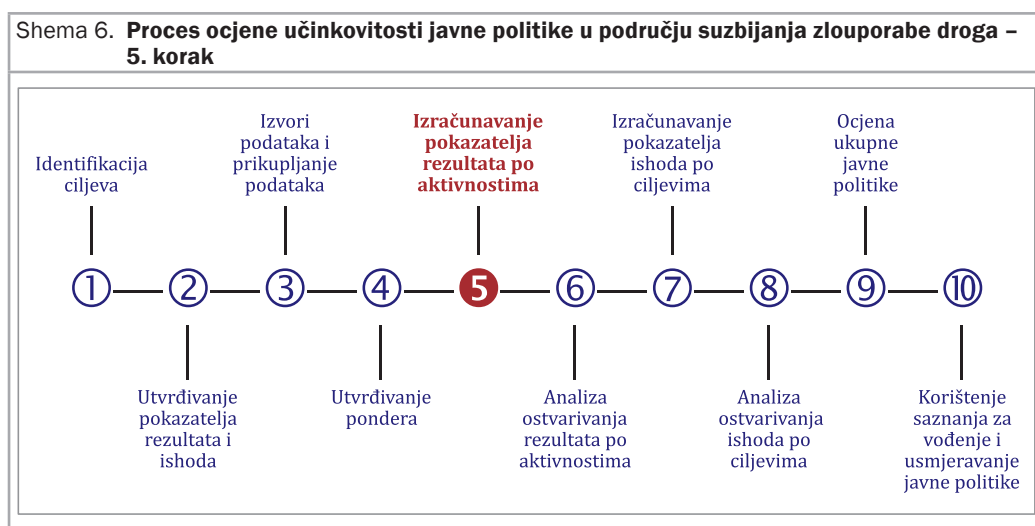 Shema 6. Proces ocjene učinkovitosti javne politike u području suzbijanja zlouporabe droga –
5. korak
Identifikacija
ciljeva
Izvori
podataka i
prikupljanje
podataka
Izračunavanje
pokazatelja
rezultata po
aktivnostima
Izračunavanje
pokazatelja
ishoda po
ciljevima
Ocjena
ukupne
javne
politike
1 2 3 4 5 6 7 8 9 10
Utvrđivanje
pokazatelja
rezultata i
ishoda
Utvrđivanje
pondera
Analiza
ostvarivanja
rezultata po
aktivnostima
Analiza
ostvarivanja
ishoda po
ciljevima
Korištenje
saznanja za
vođenje i
usmjeravanje
javne politike